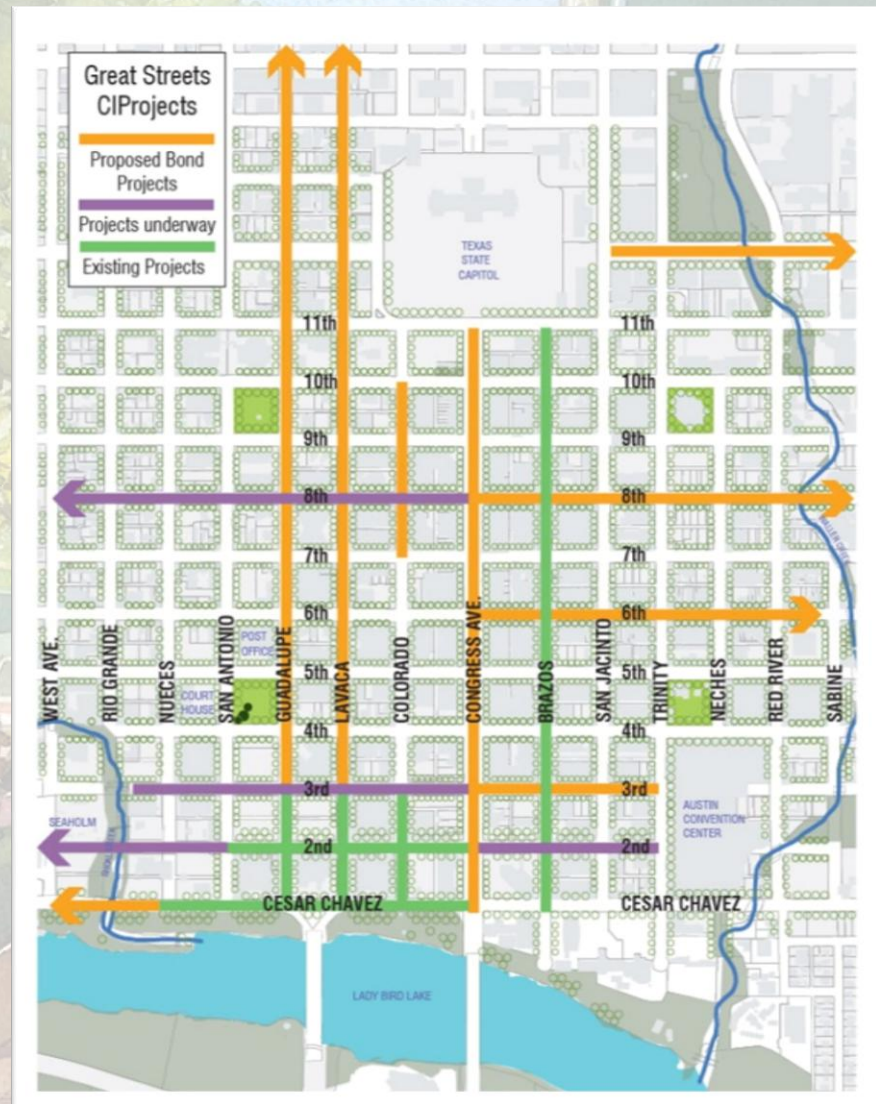 Great Streets
CIProjects
Proposed Bond
Projects
Projects underway
Existing Projects
TEXAS
STATE
CAPITOL
11th
11th
10th
10th
9th
9th
8th
8th
7th
7th
6th
6th
POST
OFFICE
5th
5th
WEST AVE.
RIO GRANDE
NUECES
SAN ANTONIO
GUADALUPE
LAVACA
COLORADO
CONGRESS AVE.
BRAZOS
SAN JACINTO
TRINITY
NECHES
RED RIVER
SABINE
WALLER CREEK
COURT
HOUSE
4th
4th
3rd
3rd
SEAHOLM
AUSTIN
CONVENTION
CENTER
2nd
2nd
CESAR CHAVEZ
CESAR CHAVEZ
LADY BIRD LAKE